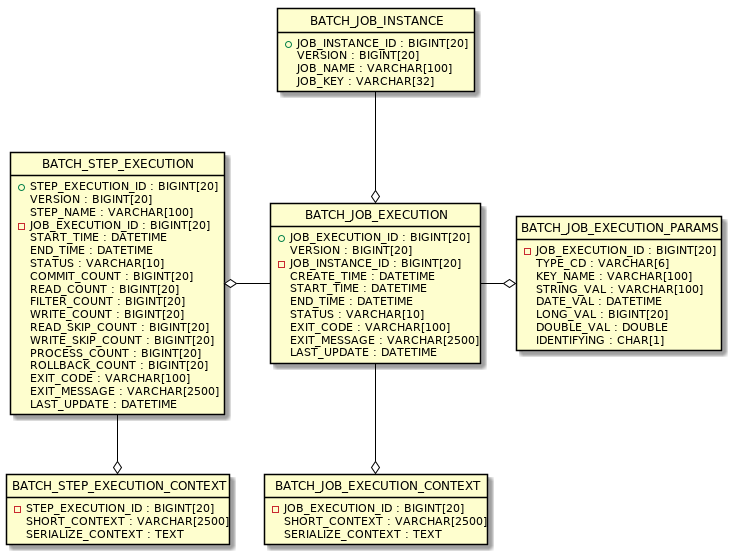 BATCH_JOB_INSTANCE
JOB_INSTANCE_ID : BIGINT[20]
VERSION : BIGINT[20]
JOB_NAME : VARCHAR[100]
JOB_KEY : VARCHAR[32]
BATCH_STEP_EXECUTION
STEP_EXECUTION_ID : BIGINT[20]
VERSION : BIGINT[20]
STEP_NAME : VARCHAR[100]
JOB_EXECUTION_ID : BIGINT[20]
START_TIME : DATETIME
END_TIME : DATETIME
STATUS : VARCHAR[10]
COMMIT_COUNT : BIGINT[20]
READ_COUNT : BIGINT[20]
FILTER_COUNT : BIGINT[20]
WRITE_COUNT : BIGINT[20]
READ_SKIP_COUNT : BIGINT[20]
WRITE_SKIP_COUNT : BIGINT[20]
PROCESS_COUNT : BIGINT[20]
ROLLBACK_COUNT : BIGINT[20]
EXIT_CODE : VARCHAR[100]
EXIT_MESSAGE : VARCHAR[2500]
LAST_UPDATE : DATETIME
BATCH_JOB_EXECUTION
JOB_EXECUTION_ID : BIGINT[20]
VERSION : BIGINT[20]
JOB_INSTANCE_ID : BIGINT[20]
CREATE_TIME : DATETIME
START_TIME : DATETIME
END_TIME : DATETIME
STATUS : VARCHAR[10]
EXIT_CODE : VARCHAR[100]
EXIT_MESSAGE : VARCHAR[2500]
LAST_UPDATE : DATETIME
BATCH_JOB_EXECUTION_PARAMS
JOB_EXECUTION_ID : BIGINT[20]
TYPE_CD : VARCHAR[6]
KEY_NAME : VARCHAR[100]
STRING_VAL : VARCHAR[100]
DATE_VAL : DATETIME
LONG_VAL : BIGINT[20]
DOUBLE_VAL : DOUBLE
IDENTIFYING : CHAR[1]
BATCH_STEP_EXECUTION_CONTEXT
STEP_EXECUTION_ID : BIGINT[20]
SHORT_CONTEXT : VARCHAR[2500]
SERIALIZE_CONTEXT : TEXT
BATCH_JOB_EXECUTION_CONTEXT
JOB_EXECUTION_ID : BIGINT[20]
SHORT_CONTEXT : VARCHAR[2500]
SERIALIZE_CONTEXT : TEXT